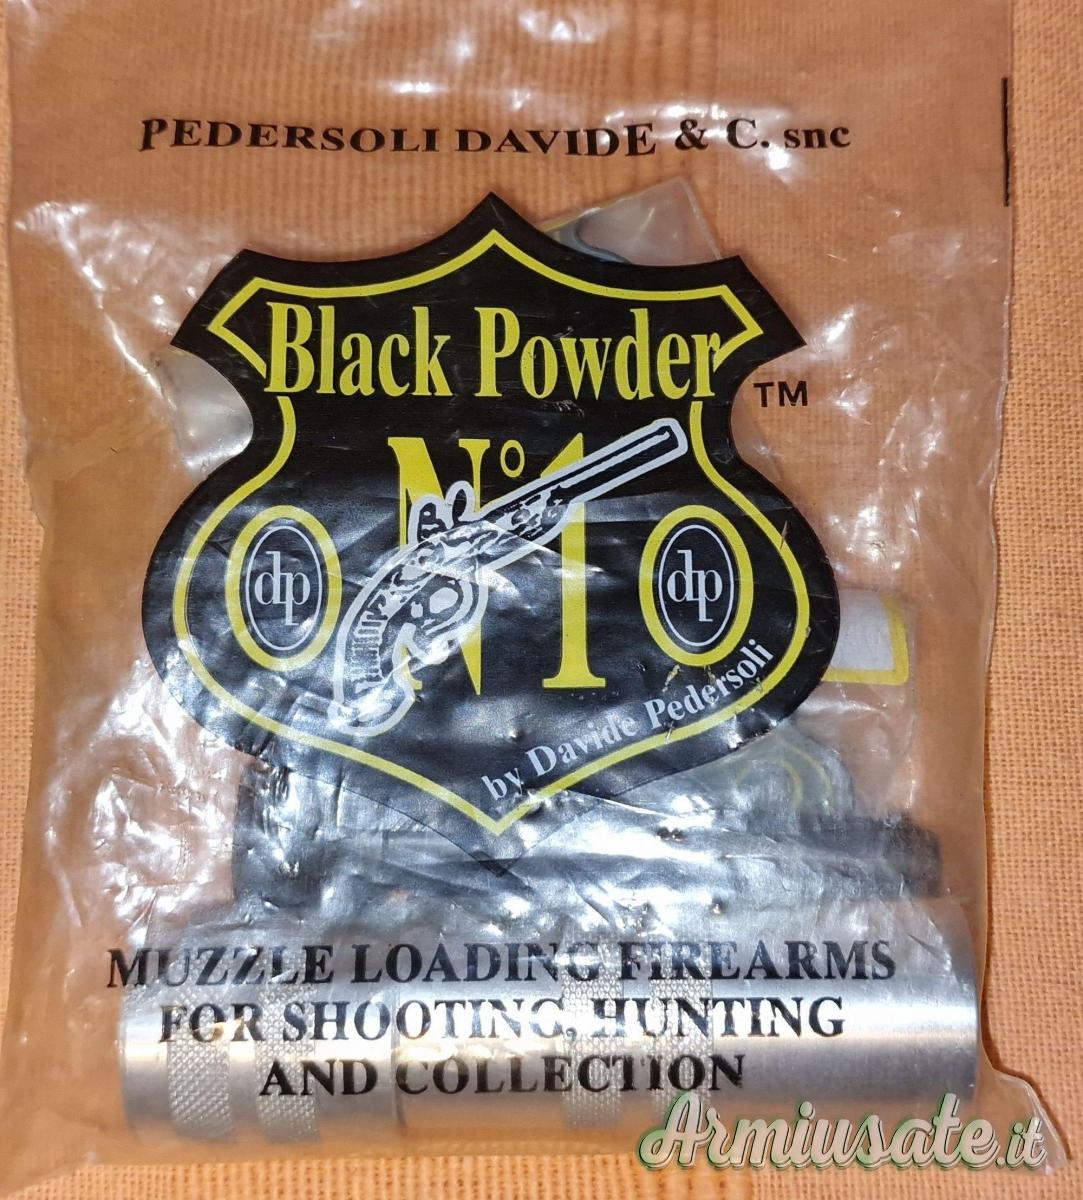 PEDERSOLI DAVIDE & C. snc
Black Powder
TM
N°1
dp
dp
by Davide Pedersoli
MUZZLE LOADING FIREARMS
FOR SHOOTING, HUNTING
AND COLLECTION
Armiusate.it